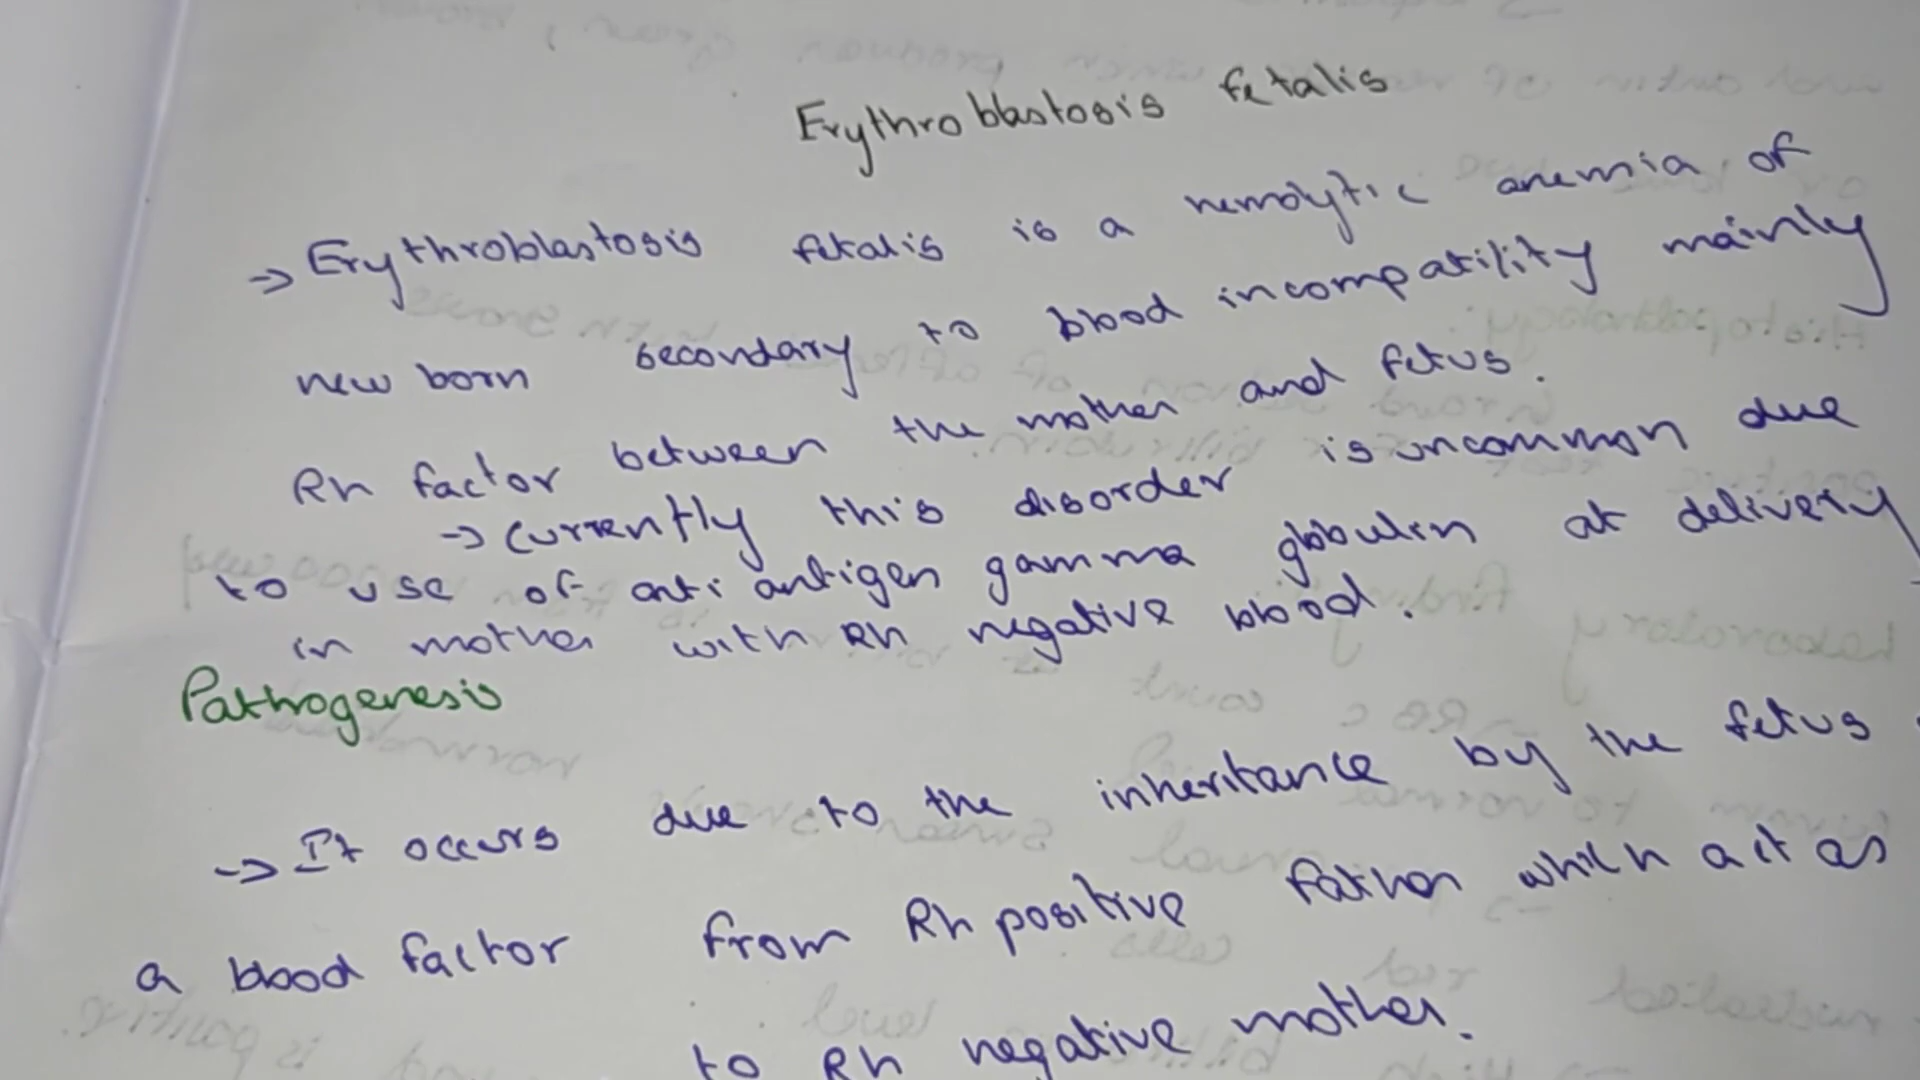 Erythroblastosis fetalis
→ Erythroblastosis fetalis is a hemolytic anemia of
new born secondary to blood incompatility mainly
Rh factor between the mother and fetus.
→ Currently this disorder is uncommon due
to use of anti antigen gamma globulin at delivery
in mother with Rh negative blood.
Pathogenesis
→ It occurs due to the inheritance by the fetus
a blood factor from Rh positive father which act as
to Rh negative mother.